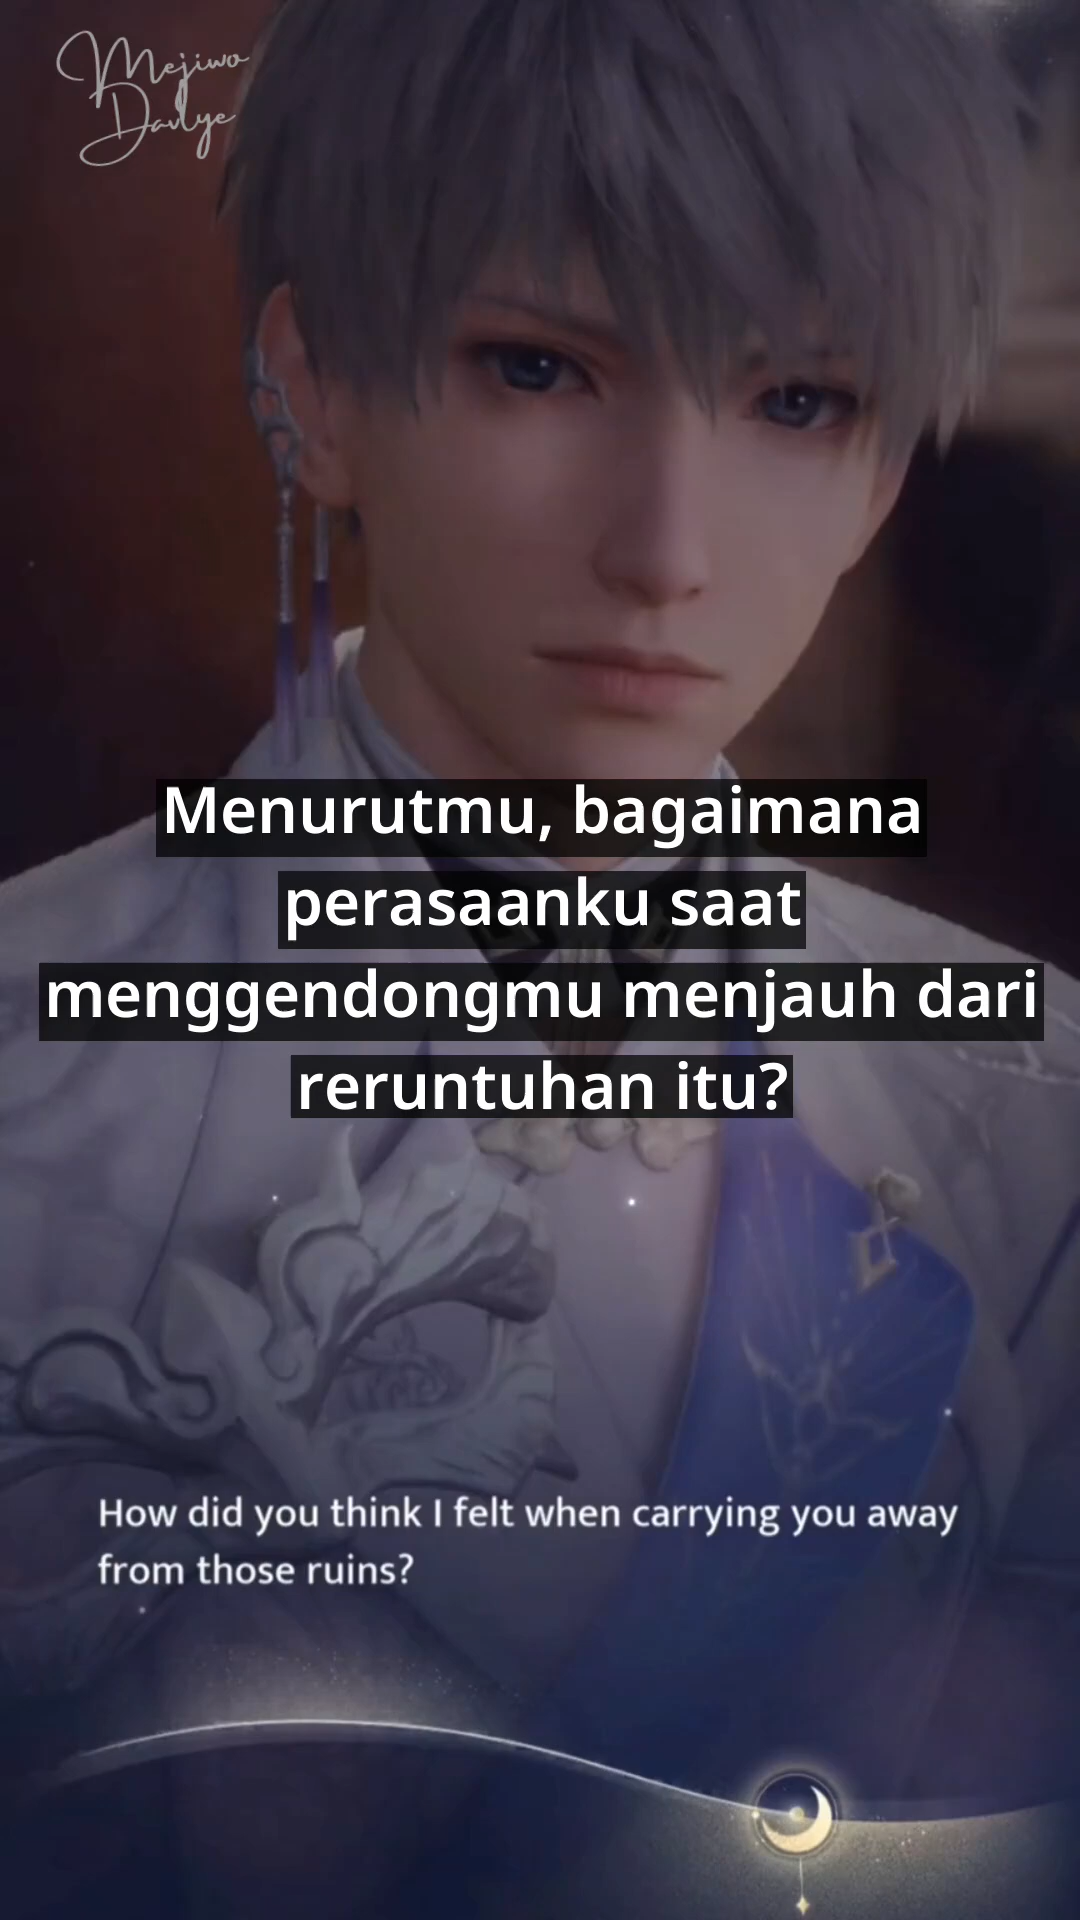 Mejiwo
Davlye
Menurutmu, bagaimana
perasaanku saat
menggendongmu menjauh dari
reruntuhan itu?
How did you think I felt when carrying you away
from those ruins?